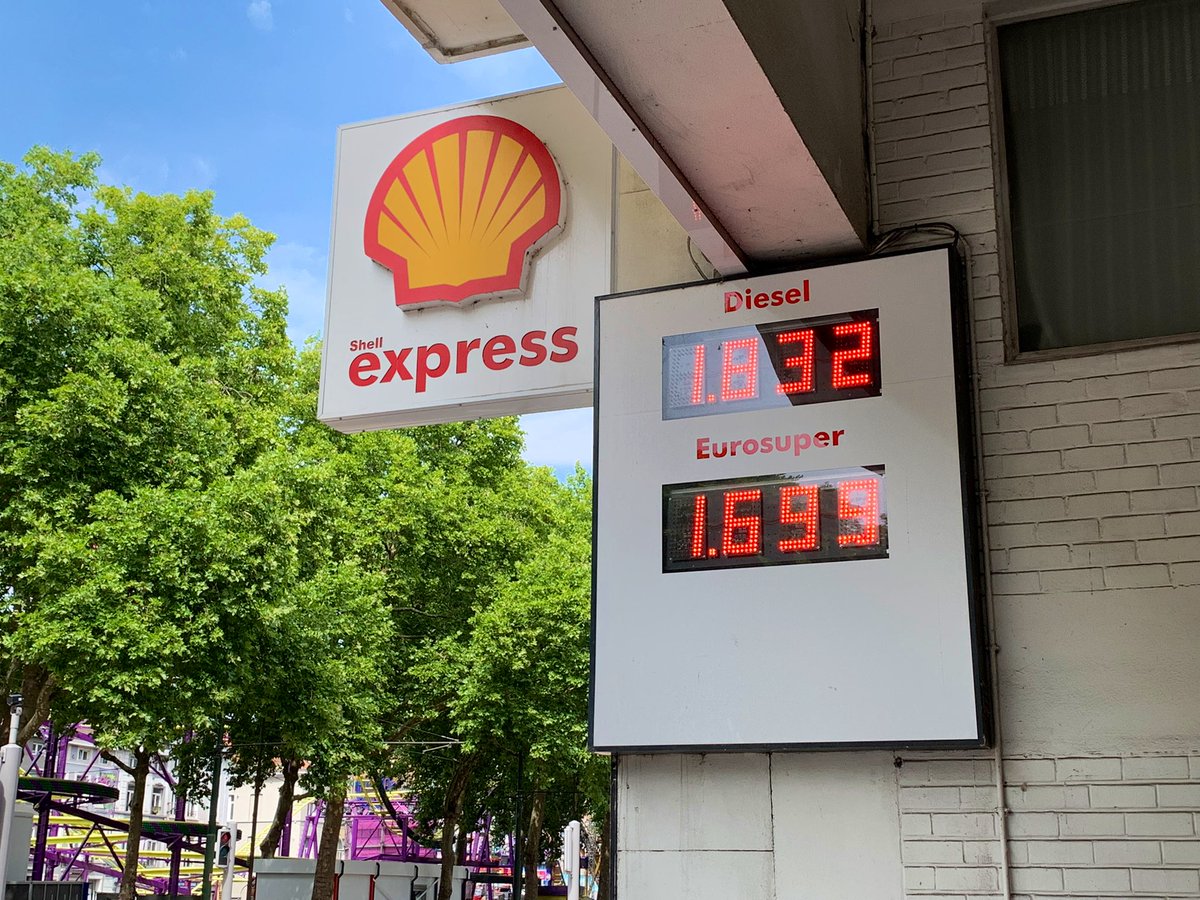 Shell
express
Diesel
1.832
Eurosuper
1.699